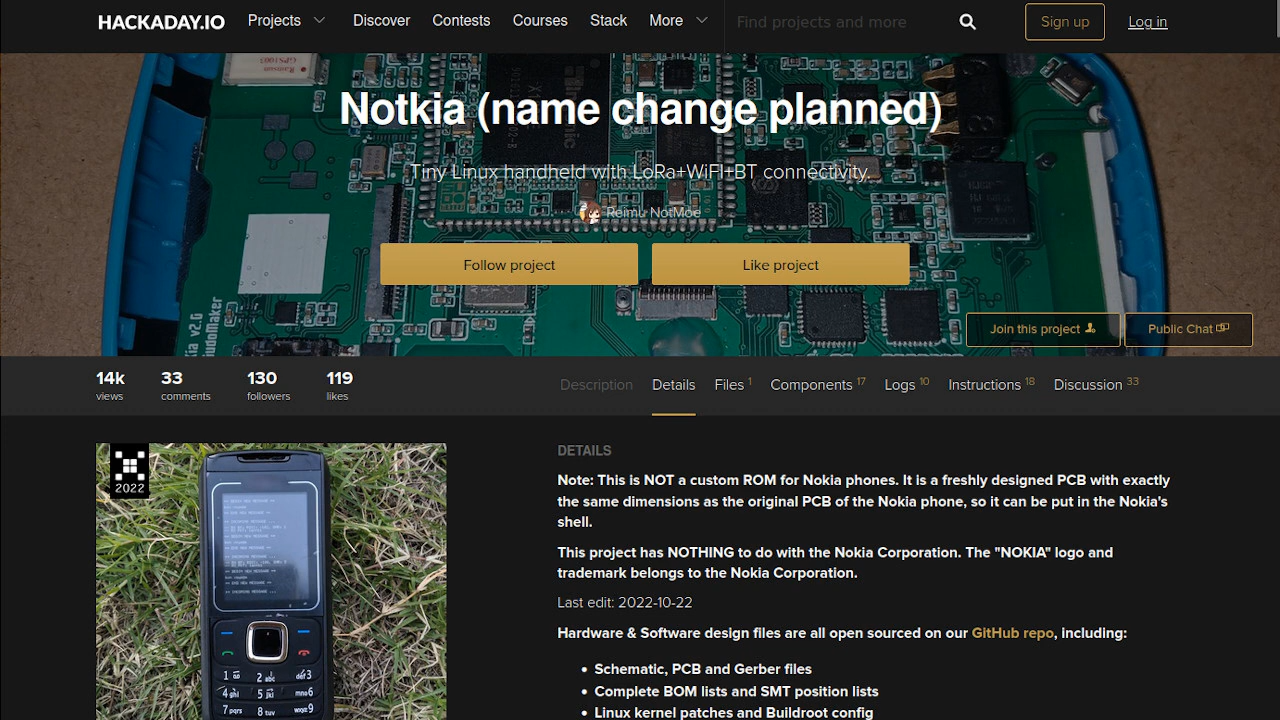 HACKADAY.IO Projects Discover Contests Courses Stack More Find projects and more Sign up Log in
Notkia (name change planned)
Tiny Linux handheld with LoRa+WiFI+BT connectivity.
Reimu NotMoe
Follow project Like project
Join this project Public Chat
14k 33 130 119
views comments followers likes
Description Details Files 1 Components 17 Logs 10 Instructions 18 Discussion 33
2022
DETAILS
Note: This is NOT a custom ROM for Nokia phones. It is a freshly designed PCB with exactly
the same dimensions as the original PCB of the Nokia phone, so it can be put in the Nokia's
shell.
This project has NOTHING to do with the Nokia Corporation. The "NOKIA" logo and
trademark belongs to the Nokia Corporation.
Last edit: 2022-10-22
Hardware & Software design files are all open sourced on our GitHub repo, including:
• Schematic, PCB and Gerber files
• Complete BOM lists and SMT position lists
• Linux kernel patches and Buildroot config